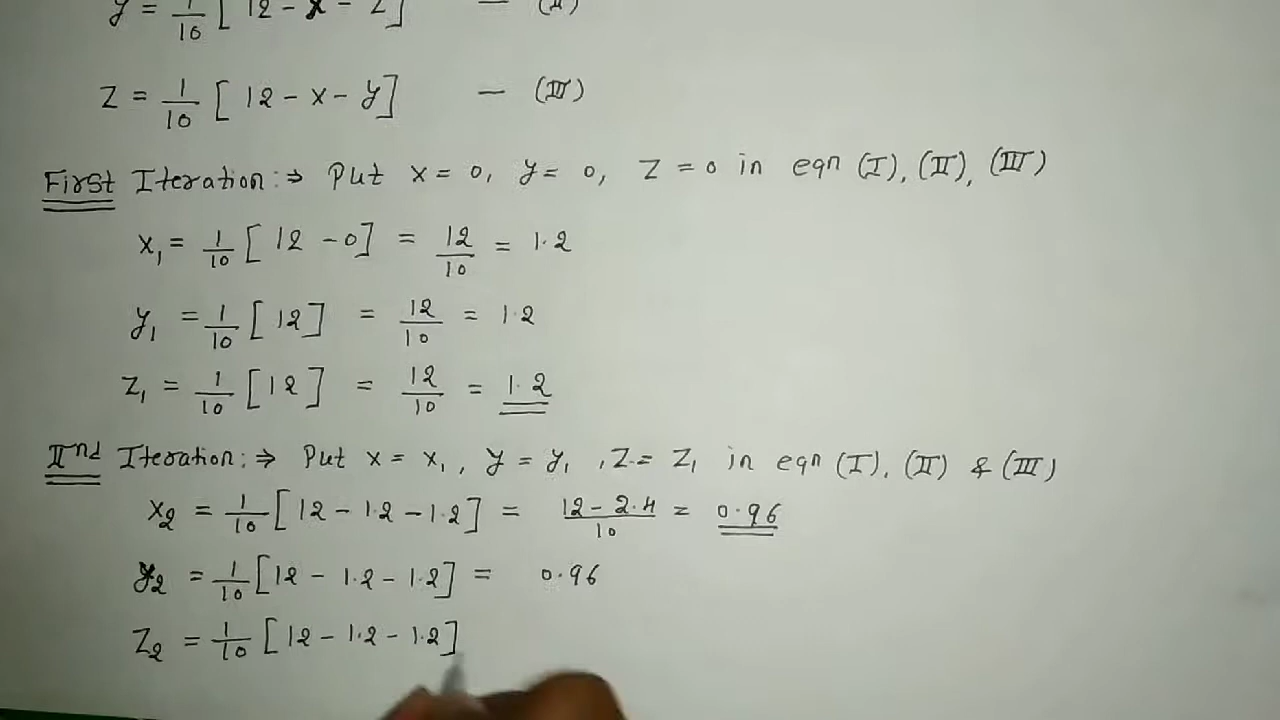 y = 1/10 [ 12 - x - z ] — (II)
z = 1/10 [ 12 - x - y ] — (III)
First Iteration :⇒ Put x = 0, y = 0, z = 0 in eqn (I), (II), (III)
x₁ = 1/10 [ 12 - 0 ] = 12/10 = 1.2
y₁ = 1/10 [ 12 ] = 12/10 = 1.2
z₁ = 1/10 [ 12 ] = 12/10 = 1.2
IInd Iteration :⇒ Put x = x₁, y = y₁, z = z₁ in eqn (I), (II) & (III)
x₂ = 1/10 [ 12 - 1.2 - 1.2 ] = 12 - 2.4/10 = 0.96
y₂ = 1/10 [ 12 - 1.2 - 1.2 ] = 0.96
z₂ = 1/10 [ 12 - 1.2 - 1.2 ]